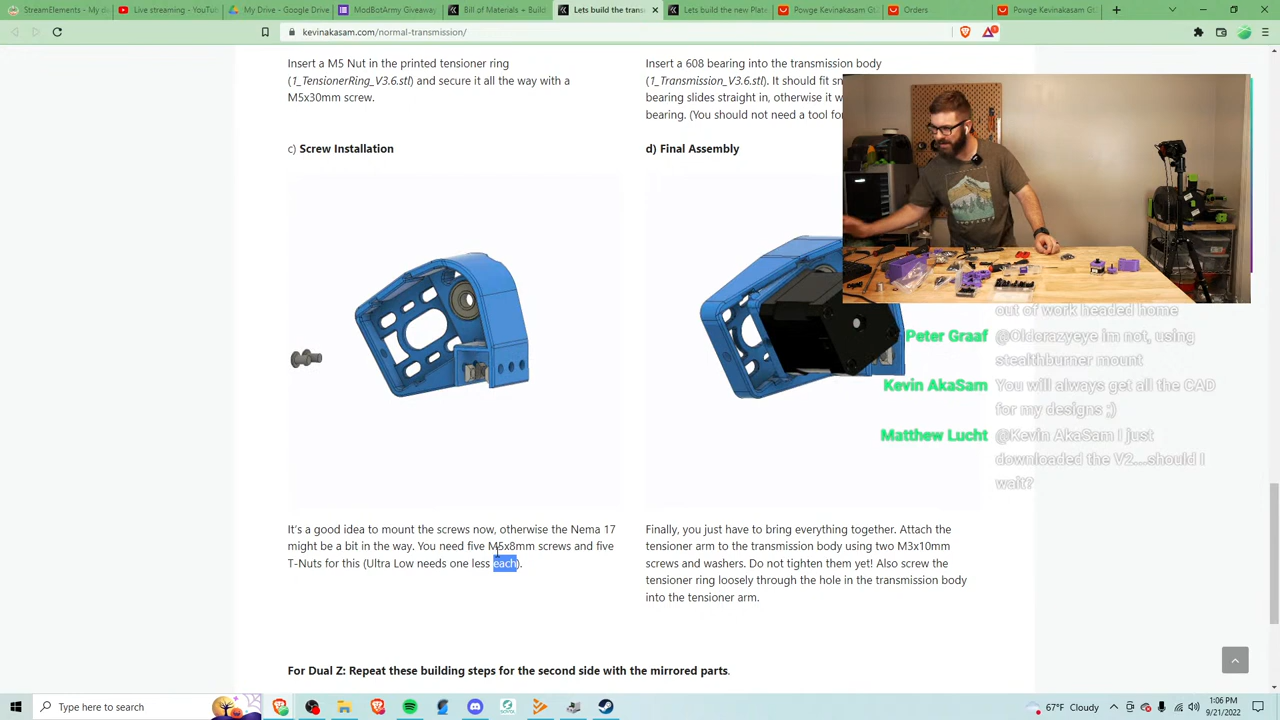 StreamElements - My da
Live streaming - YouTub
My Drive - Google Driv
ModBotArmy Giveaway
Bill of Materials + Build
Lets build the trans
Lets build the new Plate
Powge Kevinakasam Gt
Orders
Powge Kevinakasam Gt
kevinakasam.com/normal-transmission/
Insert a M5 Nut in the printed tensioner ring
(1_TensionerRing_V3.6.stl) and secure it all the way with a
M5x30mm screw.
Insert a 608 bearing into the transmission body
(1_Transmission_V3.6.stl). It should fit sn
bearing slides straight in, otherwise it w
bearing. (You should not need a tool for
c) Screw Installation
d) Final Assembly
out of work headed home
Peter Graaf @Oldcrazyeye im not, using
stealthburner mount
Kevin AkaSam You will always get all the CAD
for my designs ;)
Matthew Lucht @Kevin AkaSam I just
downloaded the V2....should I
wait?
It's a good idea to mount the screws now, otherwise the Nema 17
might be a bit in the way. You need five M5x8mm screws and five
T-Nuts for this (Ultra Low needs one less each).
Finally, you just have to bring everything together. Attach the
tensioner arm to the transmission body using two M3x10mm
screws and washers. Do not tighten them yet! Also screw the
tensioner ring loosely through the hole in the transmission body
into the tensioner arm.
For Dual Z: Repeat these building steps for the second side with the mirrored parts.
Type here to search
67°F Cloudy
1:06 PM
9/21/2022